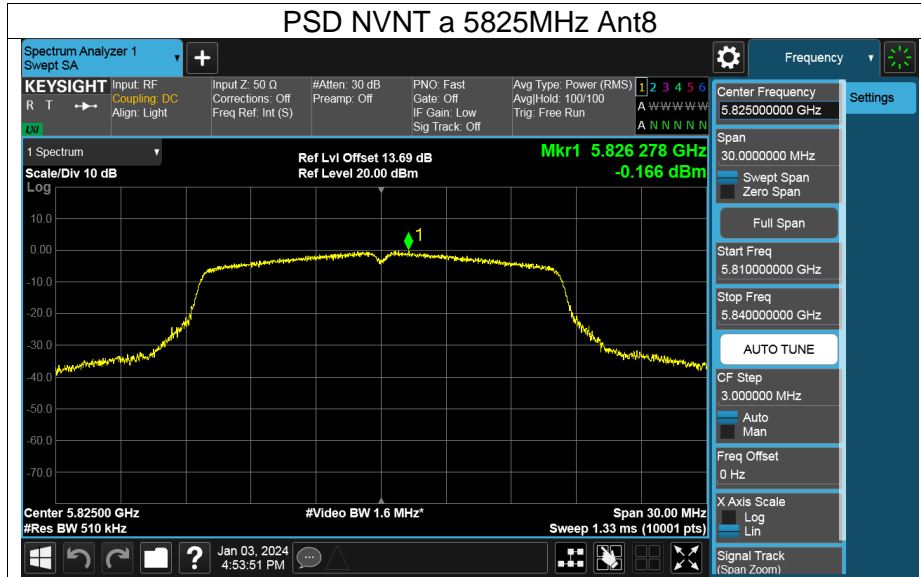 PSD NVNT a 5825MHz Ant8
Spectrum Analyzer 1
Swept SA
+
Frequency
KEYSIGHT
R T
LXI
Input: RF
Coupling: DC
Align: Light
Input Z: 50 Ω
Corrections: Off
Freq Ref: Int (S)
#Atten: 30 dB
Preamp: Off
PNO: Fast
Gate: Off
IF Gain: Low
Sig Track: Off
Avg Type: Power (RMS)
Avg|Hold: 100/100
Trig: Free Run
1 2 3 4 5 6
A W W W W W
A N N N N N
1 Spectrum
Scale/Div 10 dB
Log
Ref Lvl Offset 13.69 dB
Ref Level 20.00 dBm
Mkr1 5.826 278 GHz
-0.166 dBm
10.0
0.00
-10.0
-20.0
-30.0
-40.0
-50.0
-60.0
-70.0
1
Center 5.82500 GHz
#Res BW 510 kHz
#Video BW 1.6 MHz*
Span 30.00 MHz
Sweep 1.33 ms (10001 pts)
Center Frequency
5.825000000 GHz
Settings
Span
30.0000000 MHz
Swept Span
Zero Span
Full Span
Start Freq
5.810000000 GHz
Stop Freq
5.840000000 GHz
AUTO TUNE
CF Step
3.000000 MHz
Auto
Man
Freq Offset
0 Hz
X Axis Scale
Log
Lin
Signal Track
(Span Zoom)
?
Jan 03, 2024
4:53:51 PM